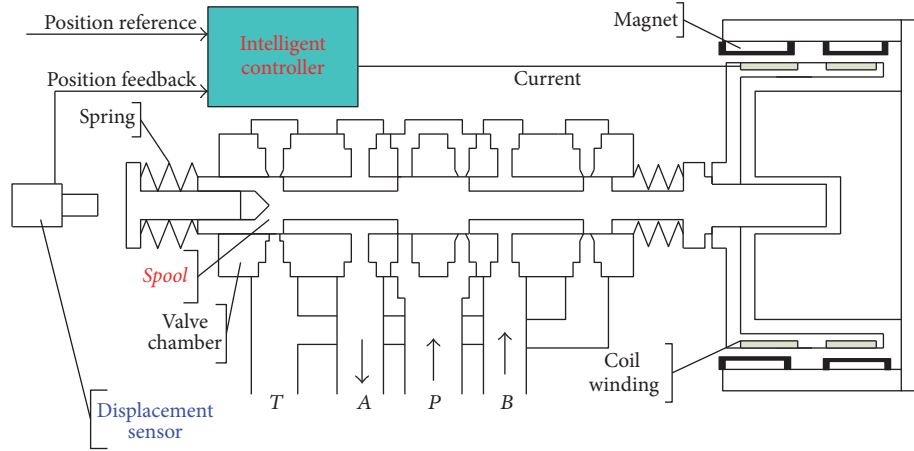 Position reference
Intelligent
controller
Magnet
Position feedback
Current
Spring
Spool
Valve
chamber
Coil
winding
T
A
P
B
Displacement
sensor